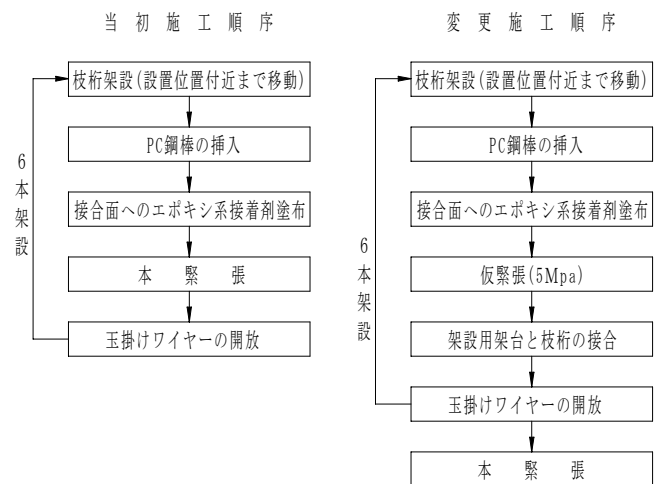 当初施工順序
枝桁架設(設置位置付近まで移動)
PC鋼棒の挿入
接合面へのエポキシ系接着剤塗布
本緊張
玉掛けワイヤーの開放
6本架設
変更施工順序
枝桁架設(設置位置付近まで移動)
PC鋼棒の挿入
接合面へのエポキシ系接着剤塗布
仮緊張(5Mpa)
架設用架台と枝桁の接合
玉掛けワイヤーの開放
本緊張
6本架設